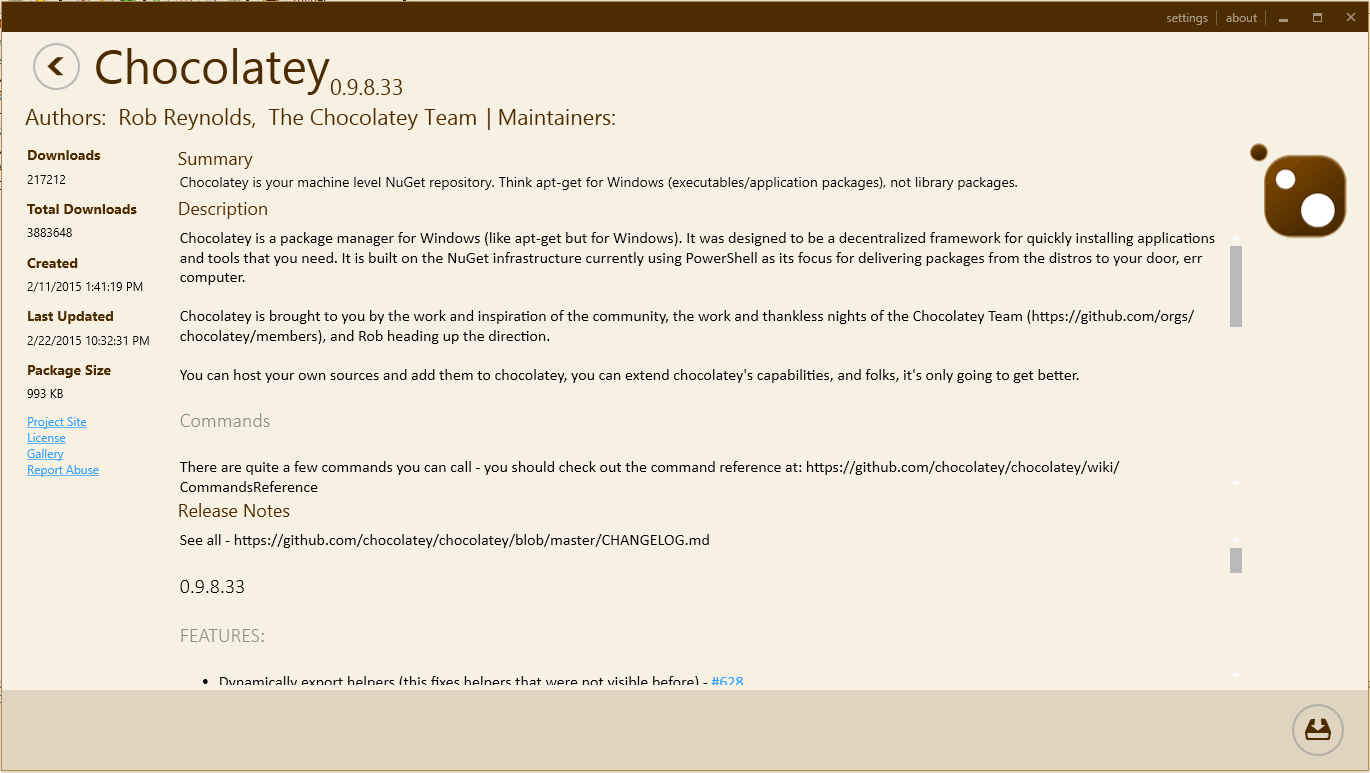 settings about
Chocolatey 0.9.8.33
Authors: Rob Reynolds, The Chocolatey Team | Maintainers:
Downloads
217212
Total Downloads
3883648
Created
2/11/2015 1:41:19 PM
Last Updated
2/22/2015 10:32:31 PM
Package Size
993 KB
Project Site
License
Gallery
Report Abuse
Summary
Chocolatey is your machine level NuGet repository. Think apt-get for Windows (executables/application packages), not library packages.
Description
Chocolatey is a package manager for Windows (like apt-get but for Windows). It was designed to be a decentralized framework for quickly installing applications
and tools that you need. It is built on the NuGet infrastructure currently using PowerShell as its focus for delivering packages from the distros to your door, err
computer.
Chocolatey is brought to you by the work and inspiration of the community, the work and thankless nights of the Chocolatey Team (https://github.com/orgs/
chocolatey/members), and Rob heading up the direction.
You can host your own sources and add them to chocolatey, you can extend chocolatey's capabilities, and folks, it's only going to get better.
Commands
There are quite a few commands you can call - you should check out the command reference at: https://github.com/chocolatey/chocolatey/wiki/
CommandsReference
Release Notes
See all - https://github.com/chocolatey/chocolatey/blob/master/CHANGELOG.md
0.9.8.33
FEATURES:
• Dynamically export helpers (this fixes helpers that were not visible before) - #628